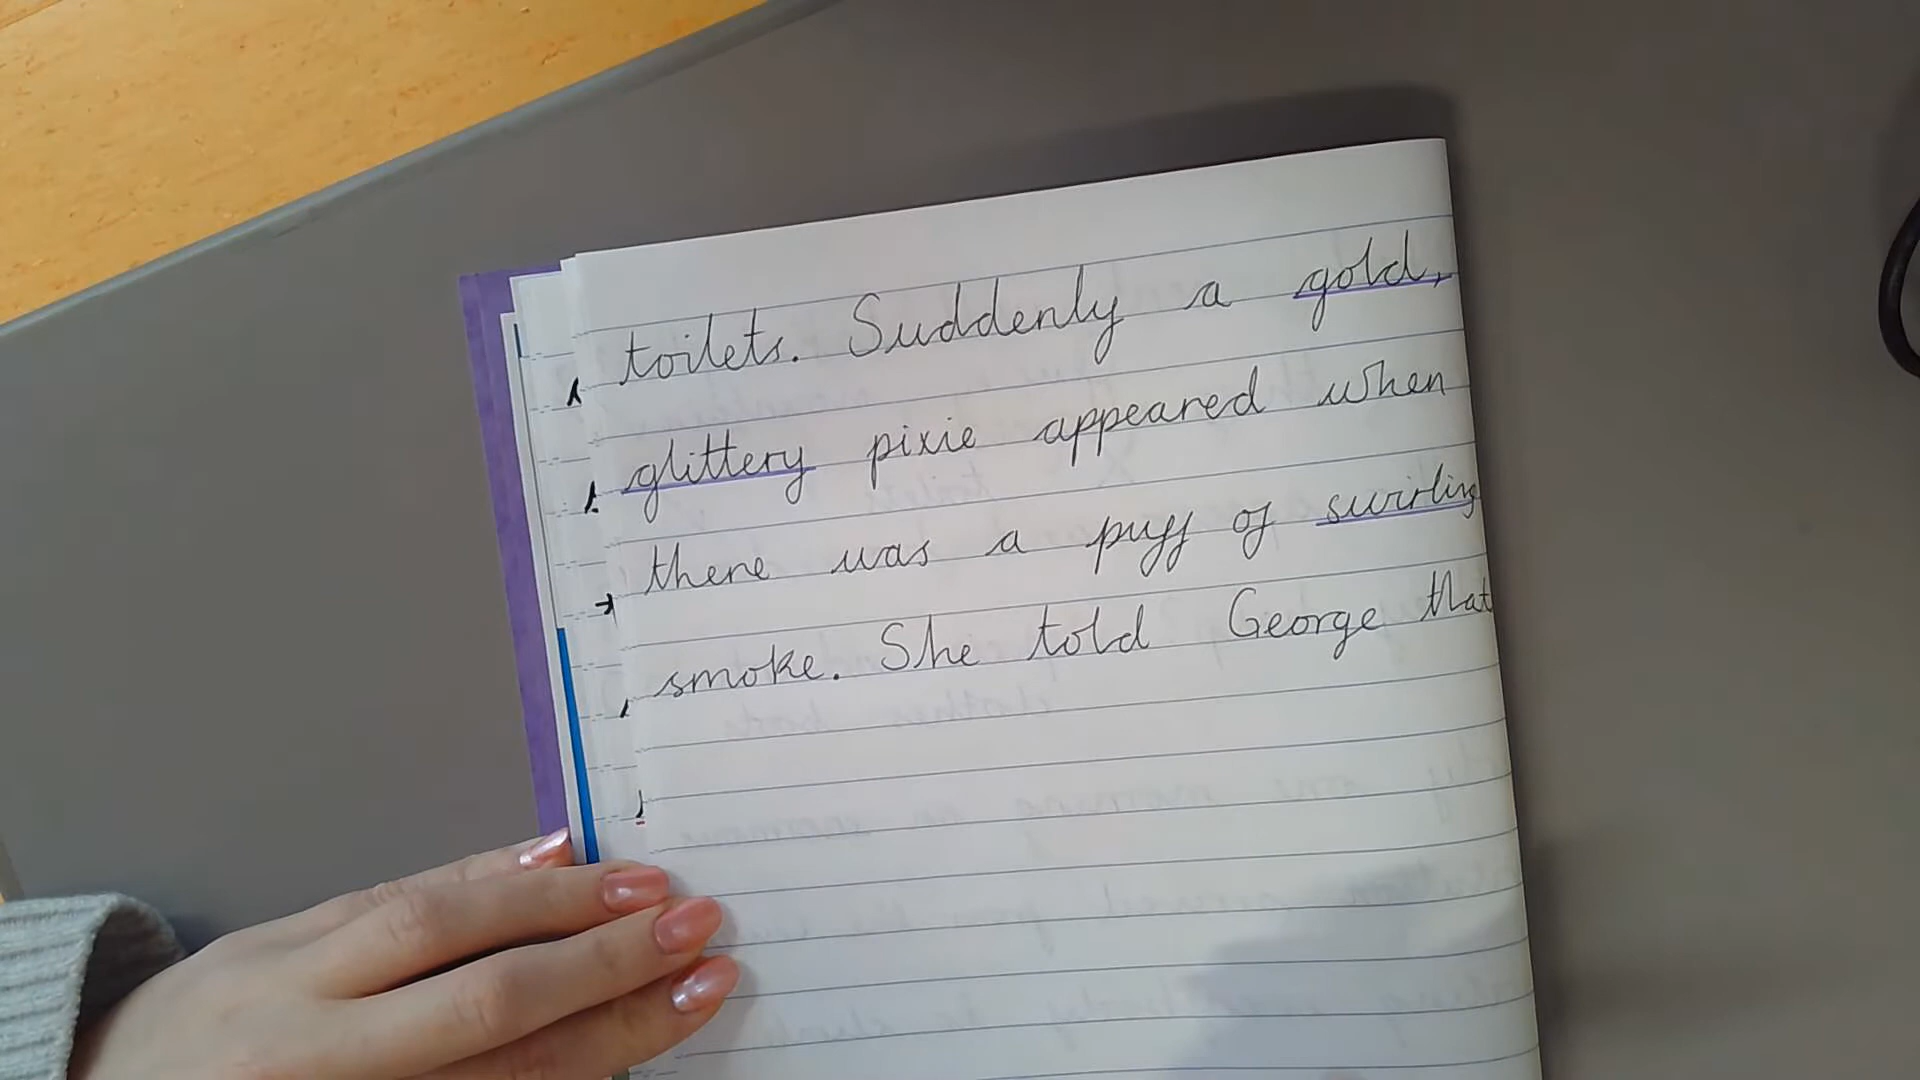 toilets. Suddenly a gold,
glittery pixie appeared when
there was a puff of swirling
smoke. She told George that